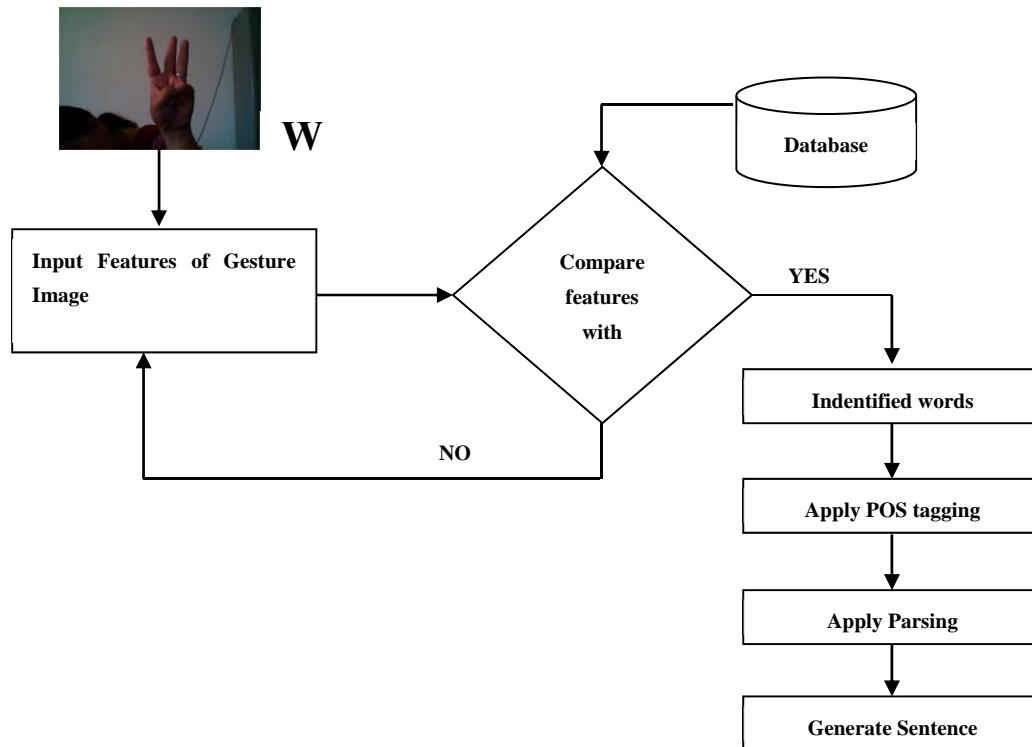 W
Database
Input Features of Gesture
Image
Compare
features
with
YES
Indentified words
NO
Apply POS tagging
Apply Parsing
Generate Sentence